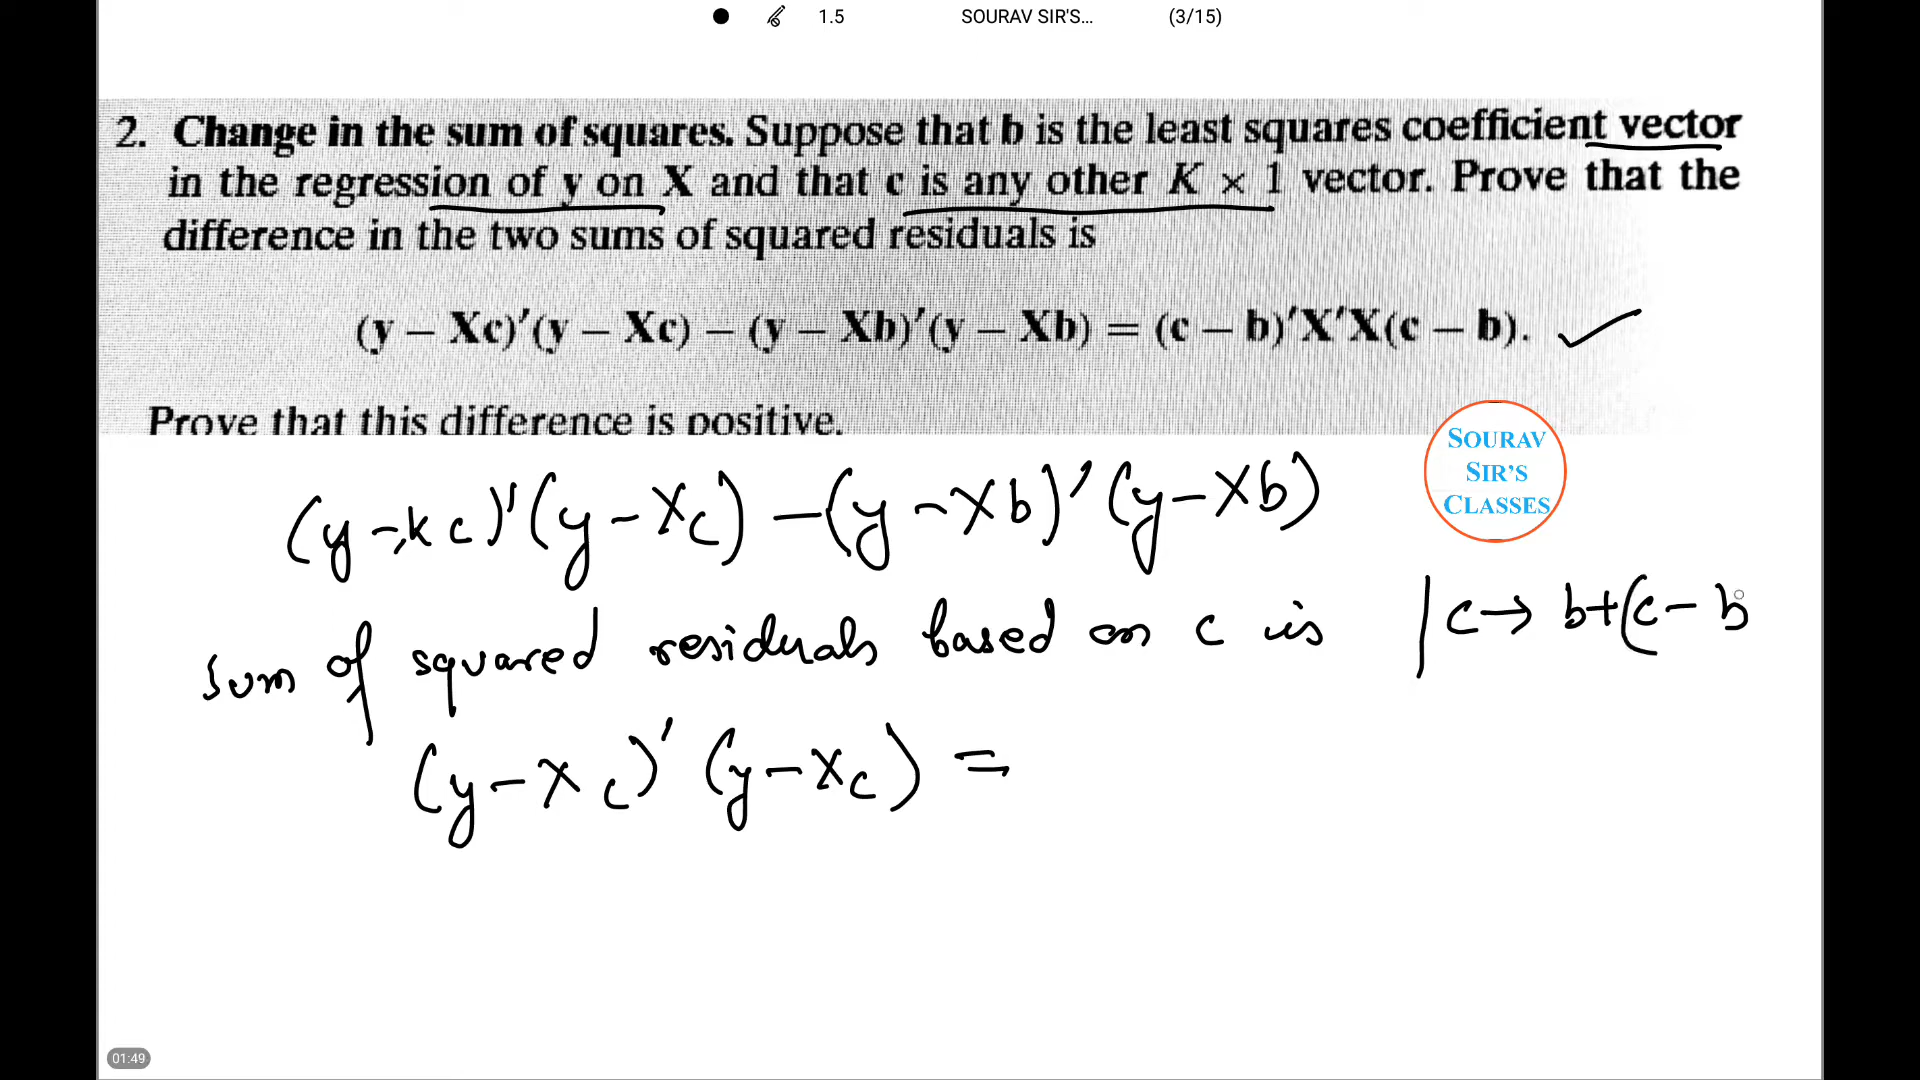 1.5 SOURAV SIR'S... (3/15)
2. Change in the sum of squares. Suppose that b is the least squares coefficient vector
in the regression of y on X and that c is any other K × 1 vector. Prove that the
difference in the two sums of squared residuals is
(y – Xc)′(y – Xc) – (y – Xb)′(y – Xb) = (c – b)′X′X(c – b).
Prove that this difference is positive.
SOURAV
SIR'S
CLASSES
(y - Xc)'(y - Xc) - (y - Xb)'(y - Xb)
sum of squared residuals based on c is | c → b+(c - b
(y - Xc)' (y - Xc) =
01:49